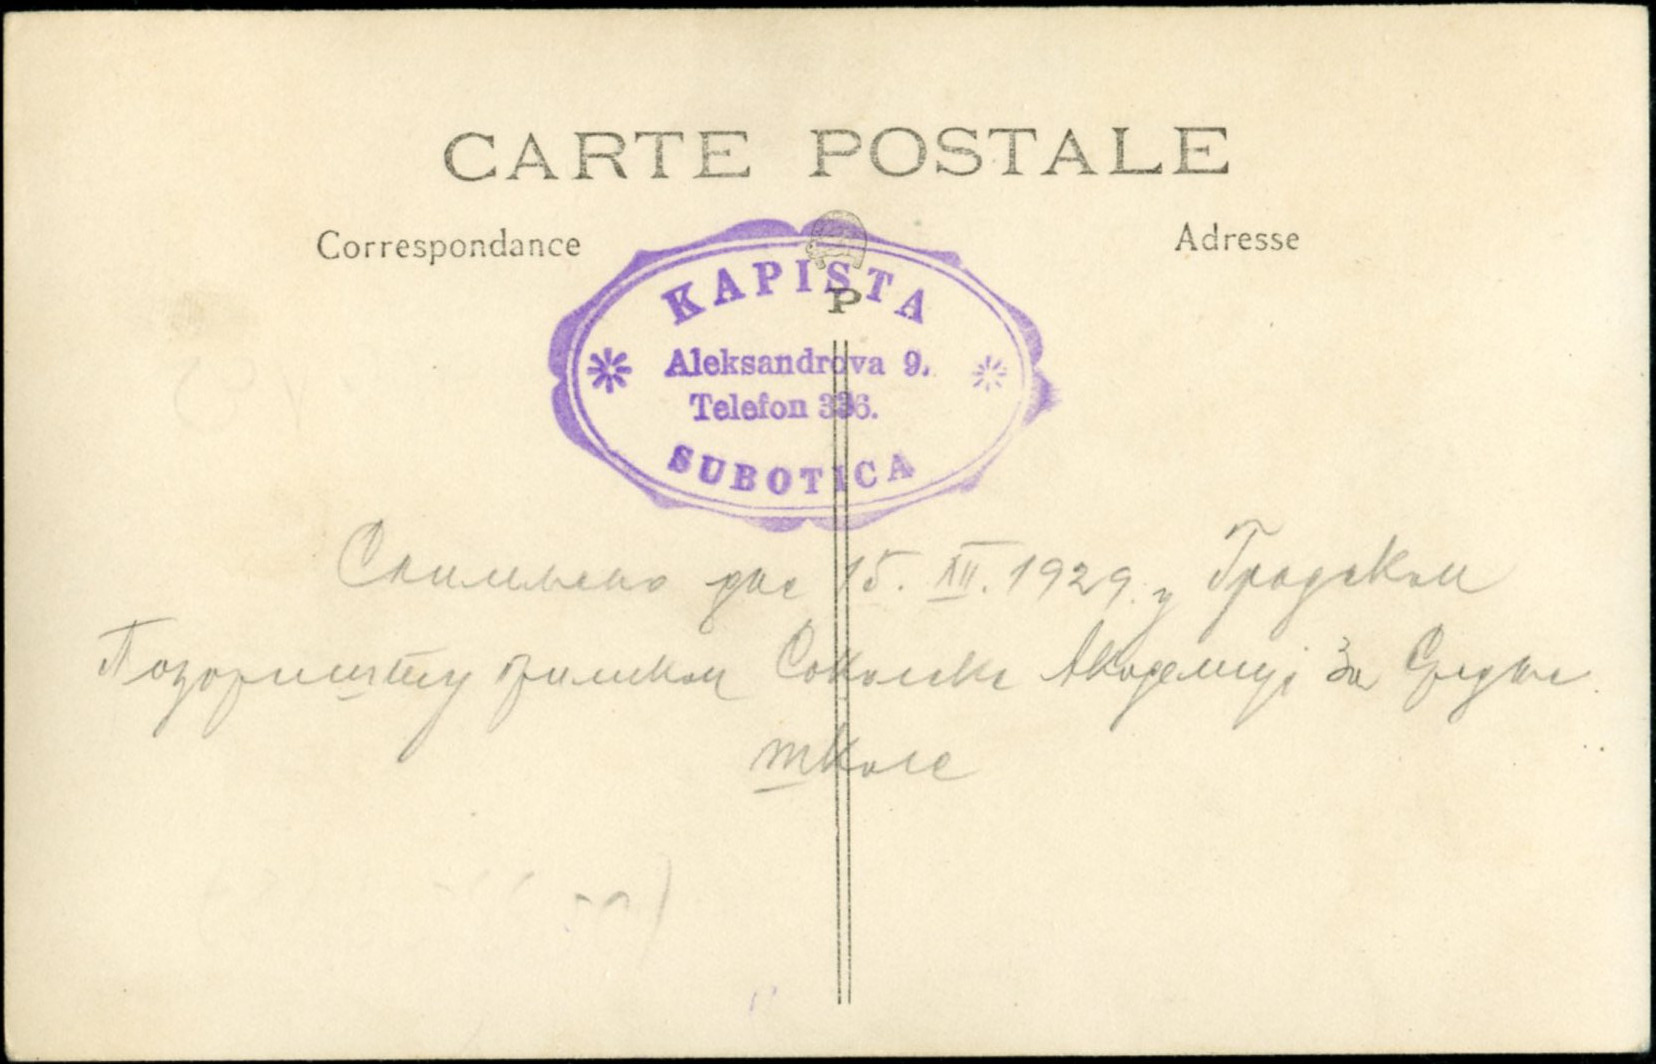 CARTE POSTALE
Correspondance
Adresse
KAPISTA
P
Aleksandrova 9.
Telefon 336.
SUBOTICA
Снимљено дне 15. XII. 1929. у Градском
Позоришту приликом Соколске Академије За Средње
школе